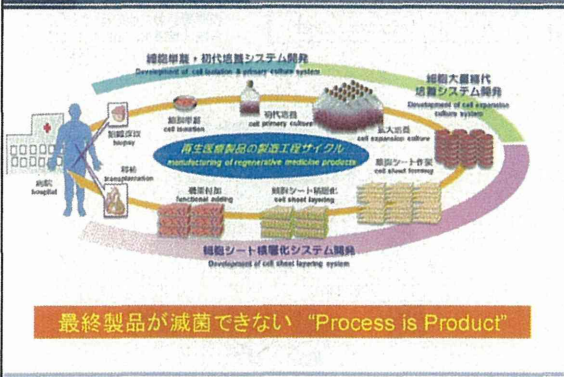 細胞単離・初代培養システム開発
Development of cell isolation & primary culture system
細胞大量継代
培養システム開発
Development of cell expansion
culture system
組織採取
biopsy
細胞単離
cell isolation
初代培養
cell primary culture
拡大培養
cell expansion culture
再生医療製品の製造工程サイクル
manufacturing of regenerative medicine products
病院
hospital
移植
transplantation
機能付加
functional adding
細胞シート積層化
cell sheet layering
細胞シート作製
cell sheet forming
細胞シート積層化システム開発
Development of cell sheet layering system
最終製品が滅菌できない “Process is Product”